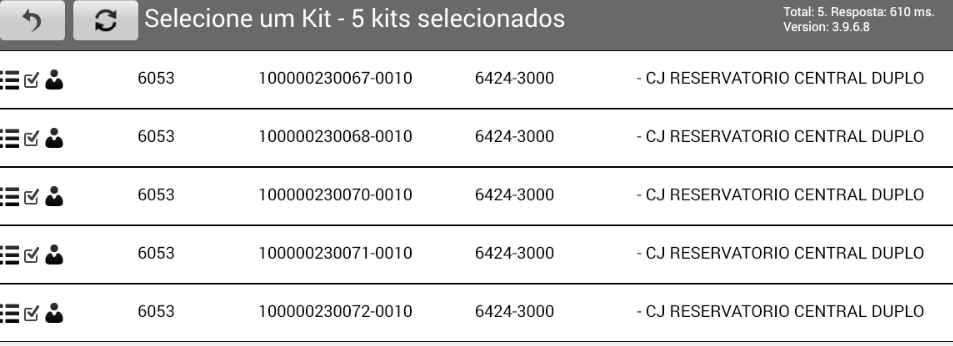 Selecione um Kit - 5 kits selecionados
Total: 5. Resposta: 610 ms.
Version: 3.9.6.8
6053 100000230067-0010 6424-3000 - CJ RESERVATORIO CENTRAL DUPLO
6053 100000230068-0010 6424-3000 - CJ RESERVATORIO CENTRAL DUPLO
6053 100000230070-0010 6424-3000 - CJ RESERVATORIO CENTRAL DUPLO
6053 100000230071-0010 6424-3000 - CJ RESERVATORIO CENTRAL DUPLO
6053 100000230072-0010 6424-3000 - CJ RESERVATORIO CENTRAL DUPLO